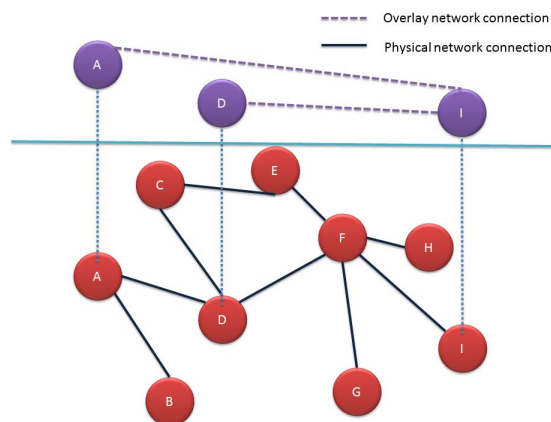 Overlay network connection
Physical network connection
A
D
I
E
C
F
H
A
D
I
G
B